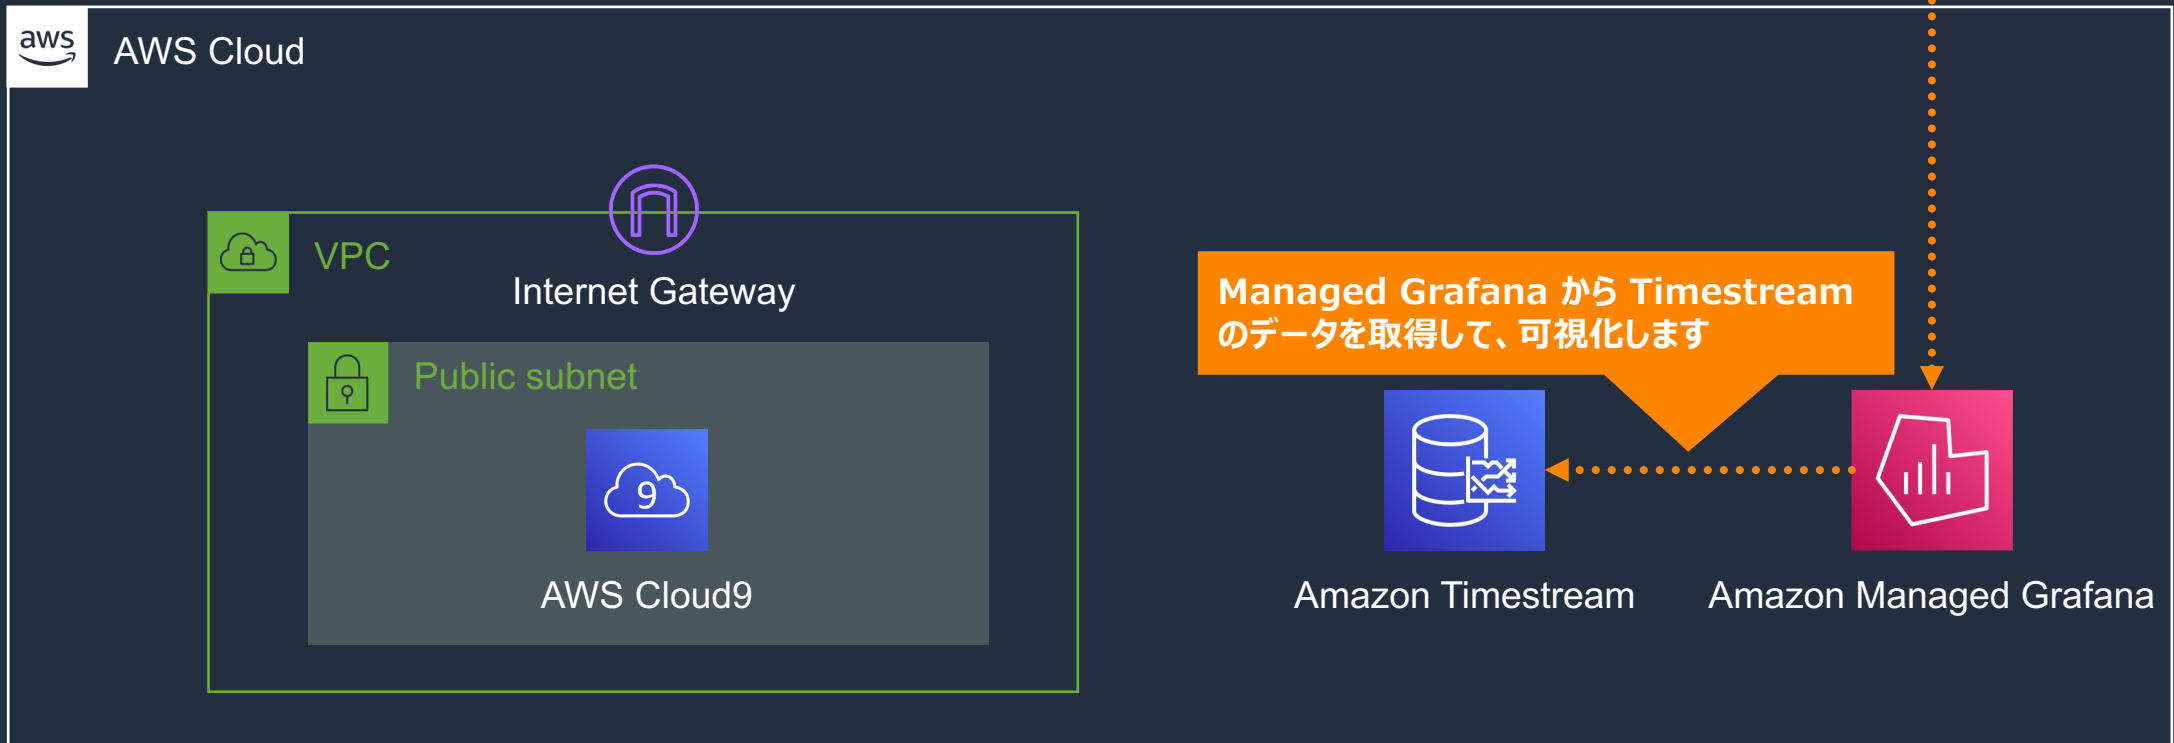 aws
AWS Cloud
VPC
Internet Gateway
Public subnet
9
AWS Cloud9
Managed Grafana から Timestream
のデータを取得して、可視化します
Amazon Timestream
Amazon Managed Grafana